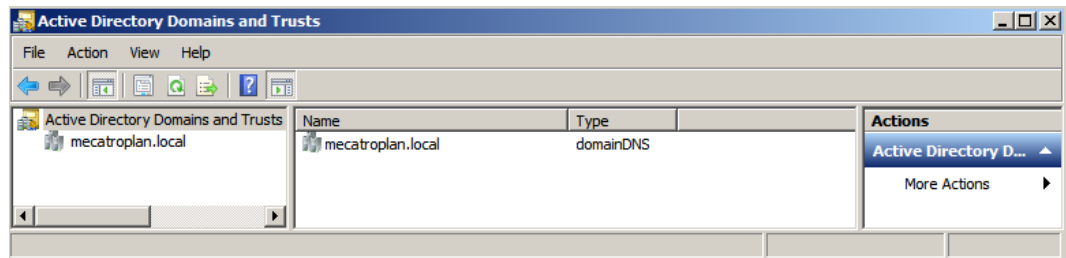 Active Directory Domains and Trusts
File Action View Help
Active Directory Domains and Trusts
mecatroplan.local
Name Type
mecatroplan.local domainDNS
Actions
Active Directory D...
More Actions